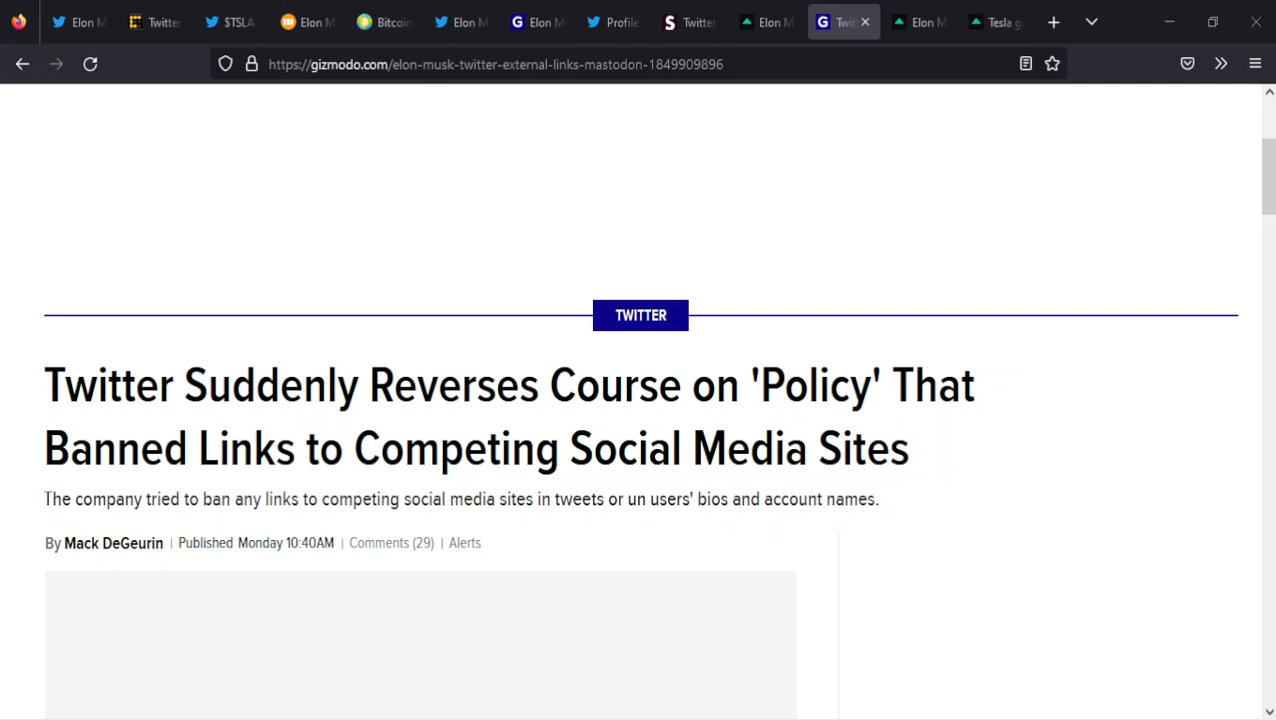 Elon M
Twitter
STSLA
Elon M
Bitcoin
Elon M
Elon M
Profile
Twitter
Elon M
Twit
Elon M
Tesla g
https://gizmodo.com/elon-musk-twitter-external-links-mastodon-1849909896
TWITTER
Twitter Suddenly Reverses Course on 'Policy' That
Banned Links to Competing Social Media Sites
The company tried to ban any links to competing social media sites in tweets or un users' bios and account names.
By Mack DeGeurin | Published Monday 10:40AM | Comments (29) | Alerts